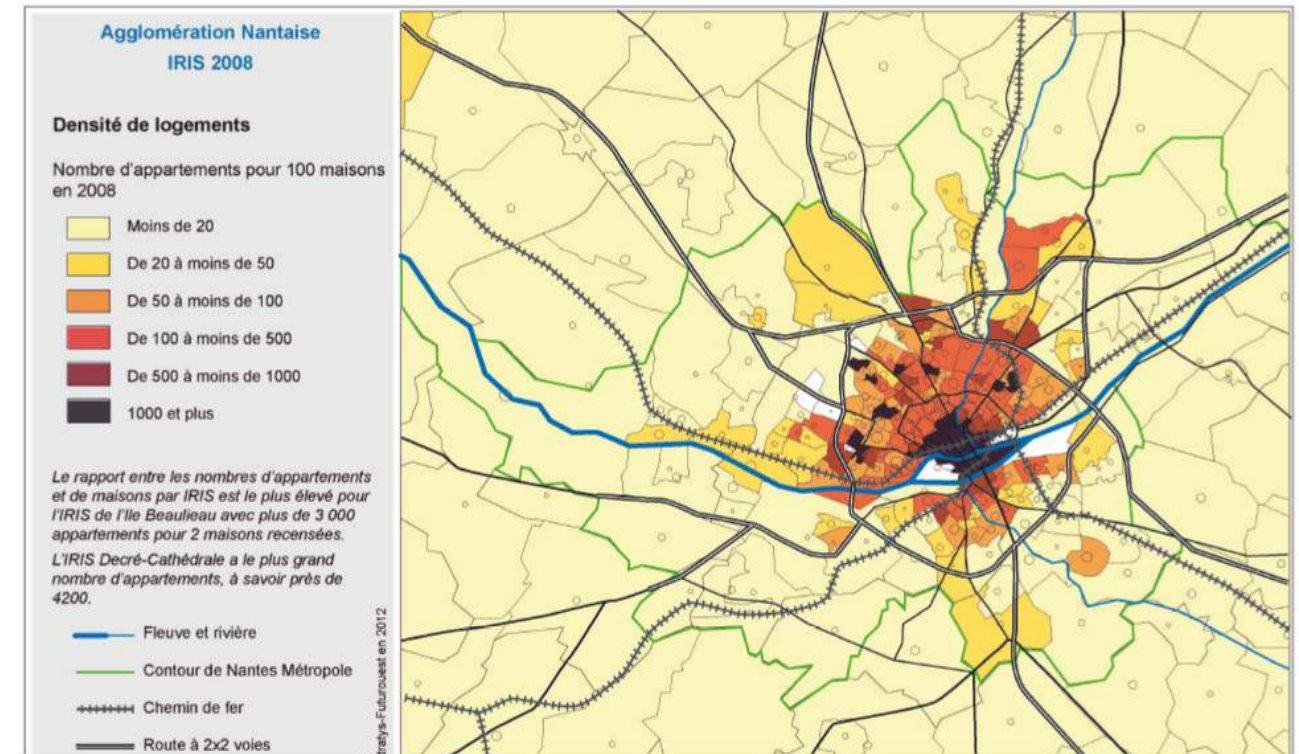 Agglomération Nantaise
IRIS 2008
Densité de logements
Nombre d'appartements pour 100 maisons
en 2008
Moins de 20
De 20 à moins de 50
De 50 à moins de 100
De 100 à moins de 500
De 500 à moins de 1000
1000 et plus
Le rapport entre les nombres d'appartements
et de maisons par IRIS est le plus élevé pour
l'IRIS de l'Ile Beaulieau avec plus de 3 000
appartements pour 2 maisons recensées.
L'IRIS Decré-Cathédrale a le plus grand
nombre d'appartements, à savoir près de
4200.
Fleuve et rivière
Contour de Nantes Métropole
Chemin de fer
Route à 2x2 voies
-Futurouest en 2012